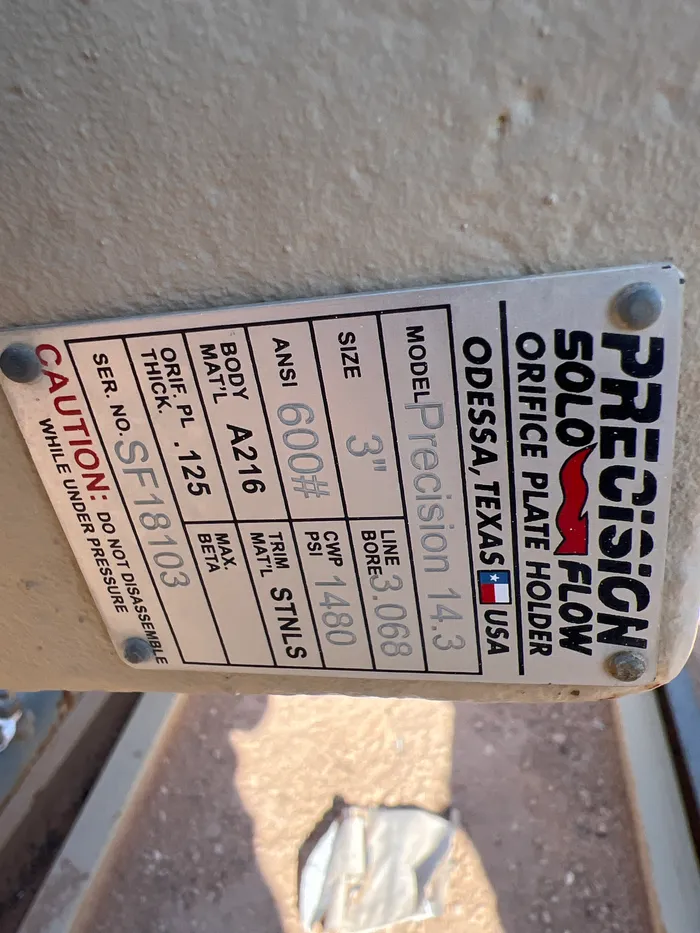 PRECISION
SOLO FLOW
ORIFICE PLATE HOLDER
ODESSA, TEXAS USA
MODEL Precision 14.3
SIZE 3" LINE BORE 3.068
ANSI 600# CWP PSI 1480
BODY MAT'L A216 TRIM MAT'L STNLS
ORIF. PL THICK. .125 MAX. BETA
SER. NO. SF18103
CAUTION: DO NOT DISASSEMBLE
WHILE UNDER PRESSURE